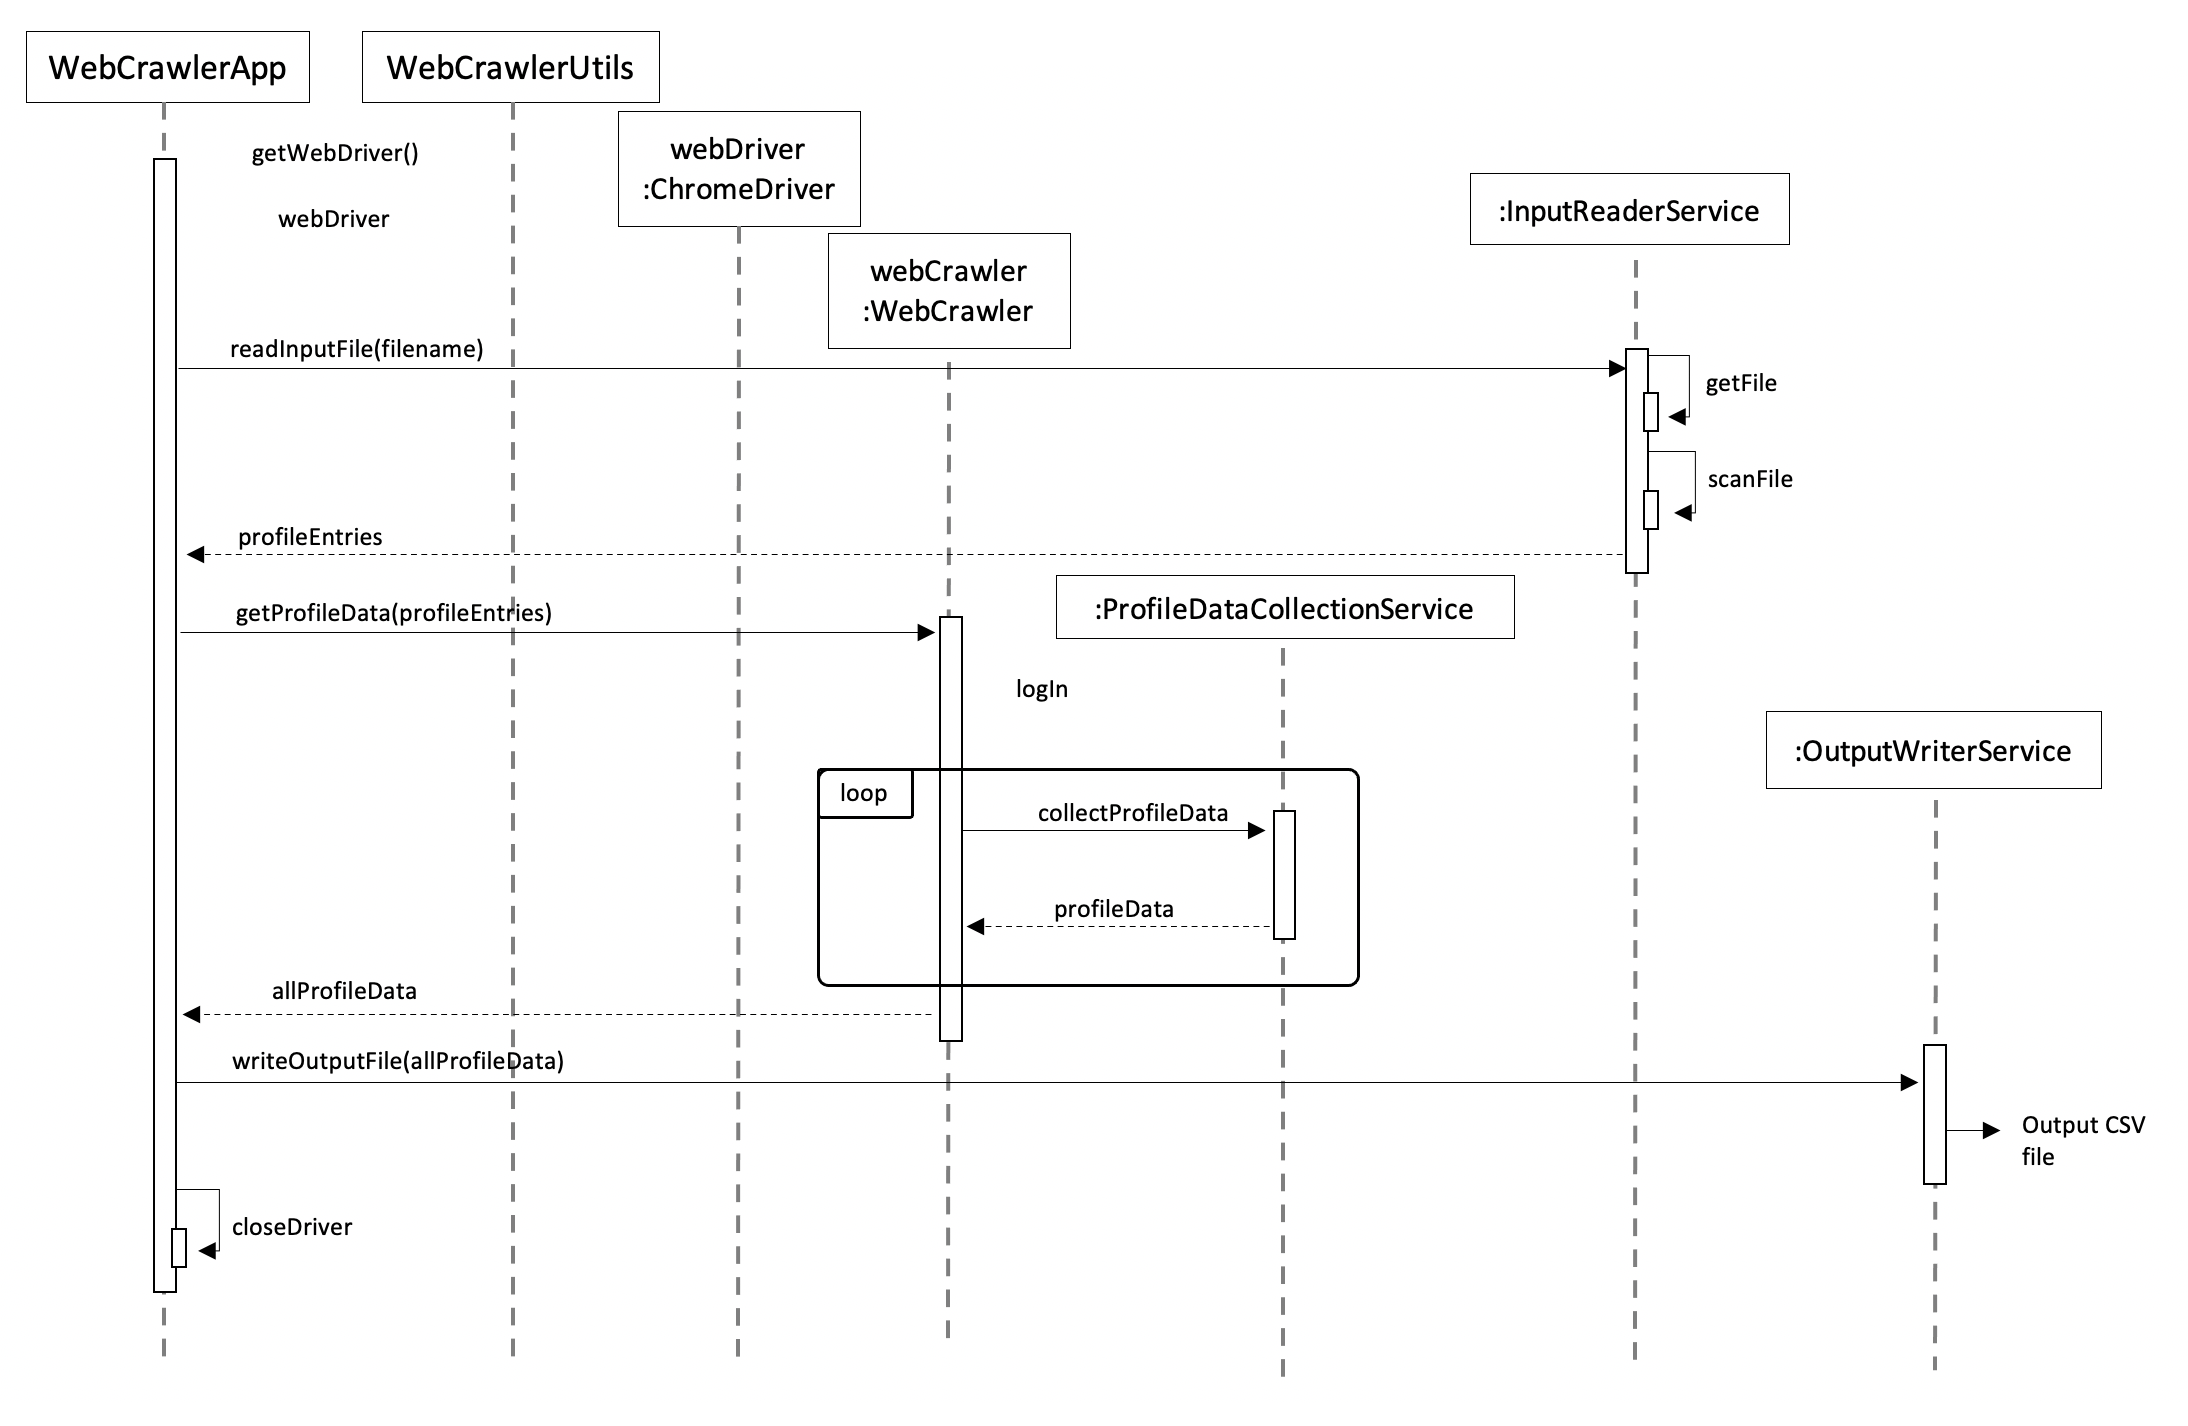 WebCrawlerApp
WebCrawlerUtils
webDriver
:ChromeDriver
getWebDriver()
webDriver
:InputReaderService
webCrawler
:WebCrawler
readInputFile(filename)
getFile
scanFile
profileEntries
getProfileData(profileEntries)
:ProfileDataCollectionService
logIn
:OutputWriterService
loop
collectProfileData
profileData
allProfileData
writeOutputFile(allProfileData)
Output CSV
file
closeDriver